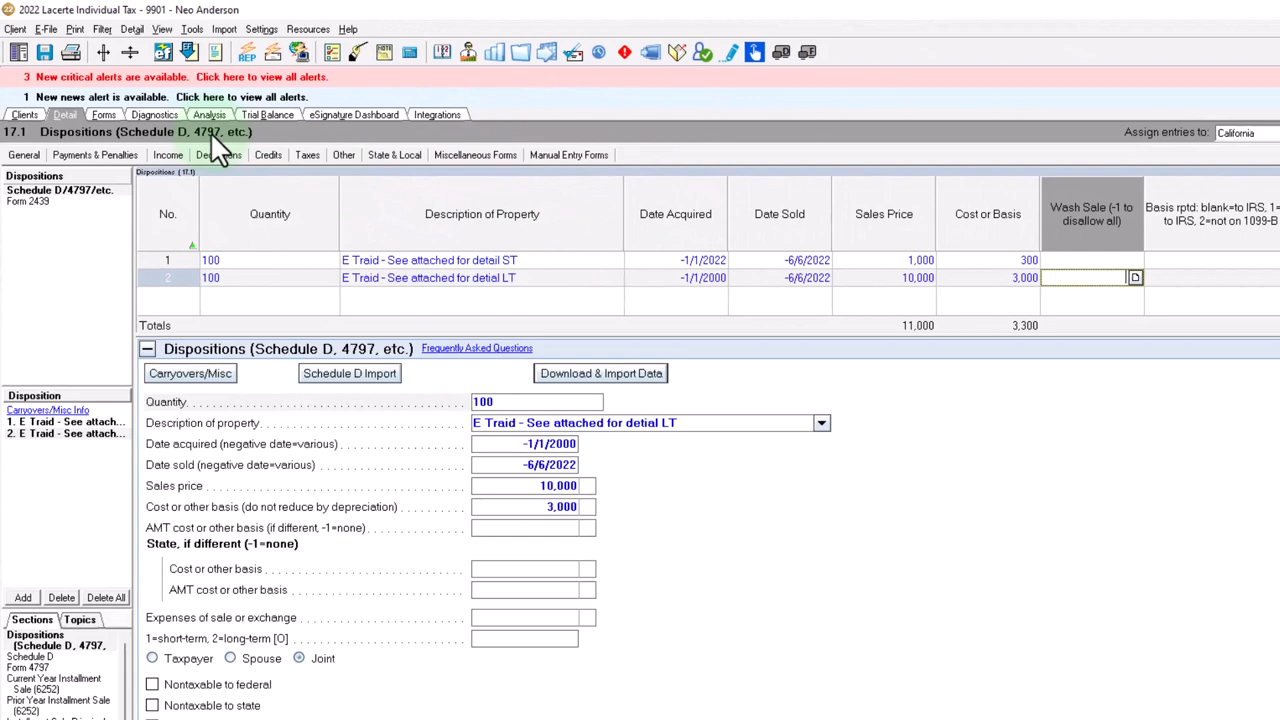 2022 Lacerte Individual Tax - 9901 - Neo Anderson
Client E-File Print Filter Detail View Tools Import Settings Resources Help
3 New critical alerts are available. Click here to view all alerts.
1 New news alert is available. Click here to view all alerts.
Clients Detail Forms Diagnostics Analysis Trial Balance eSignature Dashboard Integrations
17.1 Dispositions (Schedule D, 4797, etc.) Assign entries to: California
General Payments & Penalties Income Credits Taxes Other State & Local Miscellaneous Forms Manual Entry Forms
Dispositions
Schedule D/4797/etc.
Form 2439
Dispositions (17.1)
No. Quantity Description of Property Date Acquired Date Sold Sales Price Cost or Basis Wash Sale (-1 to disallow all) Basis rptd: blank=to IRS, 1= to IRS, 2=not on 1099-B
1 100 E Traid - See attached for detail ST -1/1/2022 -6/6/2022 1,000 300
2 100 E Traid - See attached for detial LT -1/1/2000 -6/6/2022 10,000 3,000
Totals 11,000 3,300
Dispositions (Schedule D, 4797, etc.) Frequently Asked Questions
Carryovers/Misc Schedule D Import Download & Import Data
Quantity 100
Description of property E Traid - See attached for detial LT
Date acquired (negative date=various) -1/1/2000
Date sold (negative date=various) -6/6/2022
Sales price 10,000
Cost or other basis (do not reduce by depreciation) 3,000
AMT cost or other basis (if different, -1=none)
State, if different (-1=none)
Cost or other basis
AMT cost or other basis
Expenses of sale or exchange
1=short-term, 2=long-term [O]
Taxpayer Spouse Joint
Nontaxable to federal
Nontaxable to state
Disposition
Carryovers/Misc Info
1. E Traid - See attach...
2. E Traid - See attach...
Add Delete Delete All
Sections Topics
Dispositions
(Schedule D, 4797,
Schedule D
Form 4797
Current Year Installment
Sale (6252)
Prior Year Installment
Sale (6252)